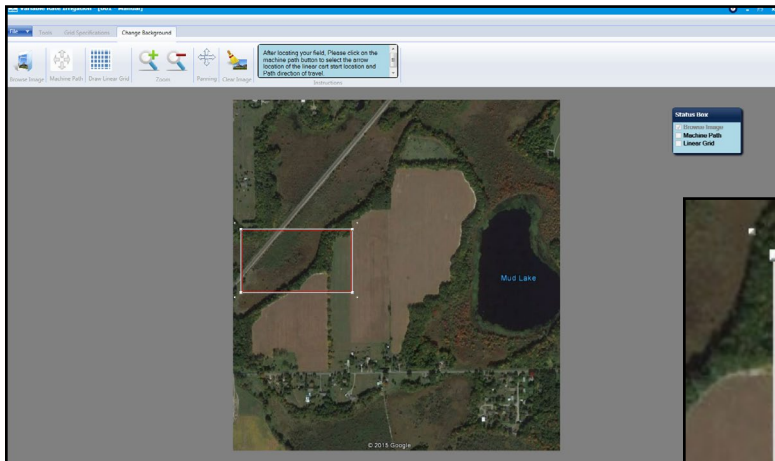 Variable Rate Irrigation - [001 - Manual]
File Tools Grid Specifications Change Background
Browse Image Machine Path Draw Linear Grid Zoom Panning Clear Image
After locating your field, Please click on the
machine path button to select the arrow
location of the linear cart start location and
Path direction of travel.
Instructions
Status Box
Browse Image
Machine Path
Linear Grid
Mud Lake
© 2015 Google